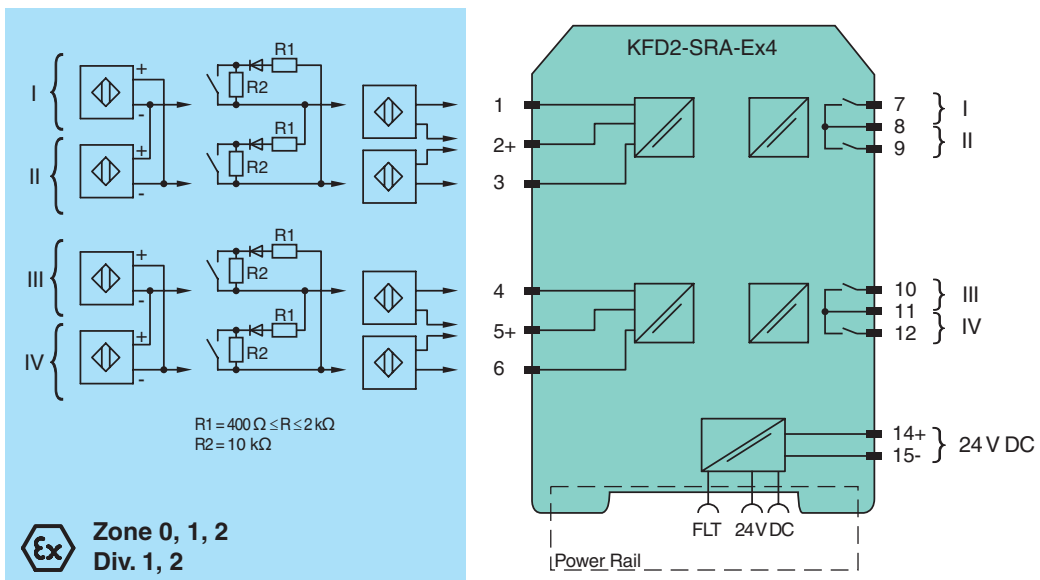 I
+
-
II
+
-
R1
R2
R1
R2
III
+
-
IV
+
-
R1
R2
R1
R2
R1 = 400 Ω ≤ R ≤ 2 kΩ
R2 = 10 kΩ
Ex
Zone 0, 1, 2
Div. 1, 2
KFD2-SRA-Ex4
1
2+
3
4
5+
6
7
8
9
I
II
10
11
12
III
IV
14+
15-
24 V DC
FLT
24 V DC
Power Rail